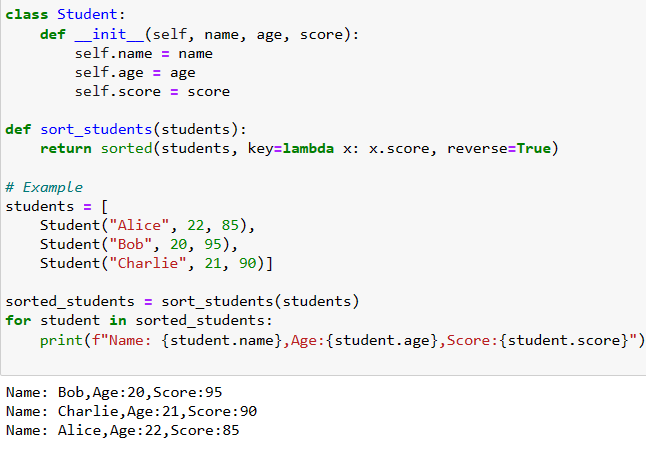 class Student:
    def __init__(self, name, age, score):
        self.name = name
        self.age = age
        self.score = score

def sort_students(students):
    return sorted(students, key=lambda x: x.score, reverse=True)

# Example
students = [
    Student("Alice", 22, 85),
    Student("Bob", 20, 95),
    Student("Charlie", 21, 90)]

sorted_students = sort_students(students)
for student in sorted_students:
    print(f"Name: {student.name},Age:{student.age},Score:{student.score}")

Name: Bob,Age:20,Score:95
Name: Charlie,Age:21,Score:90
Name: Alice,Age:22,Score:85